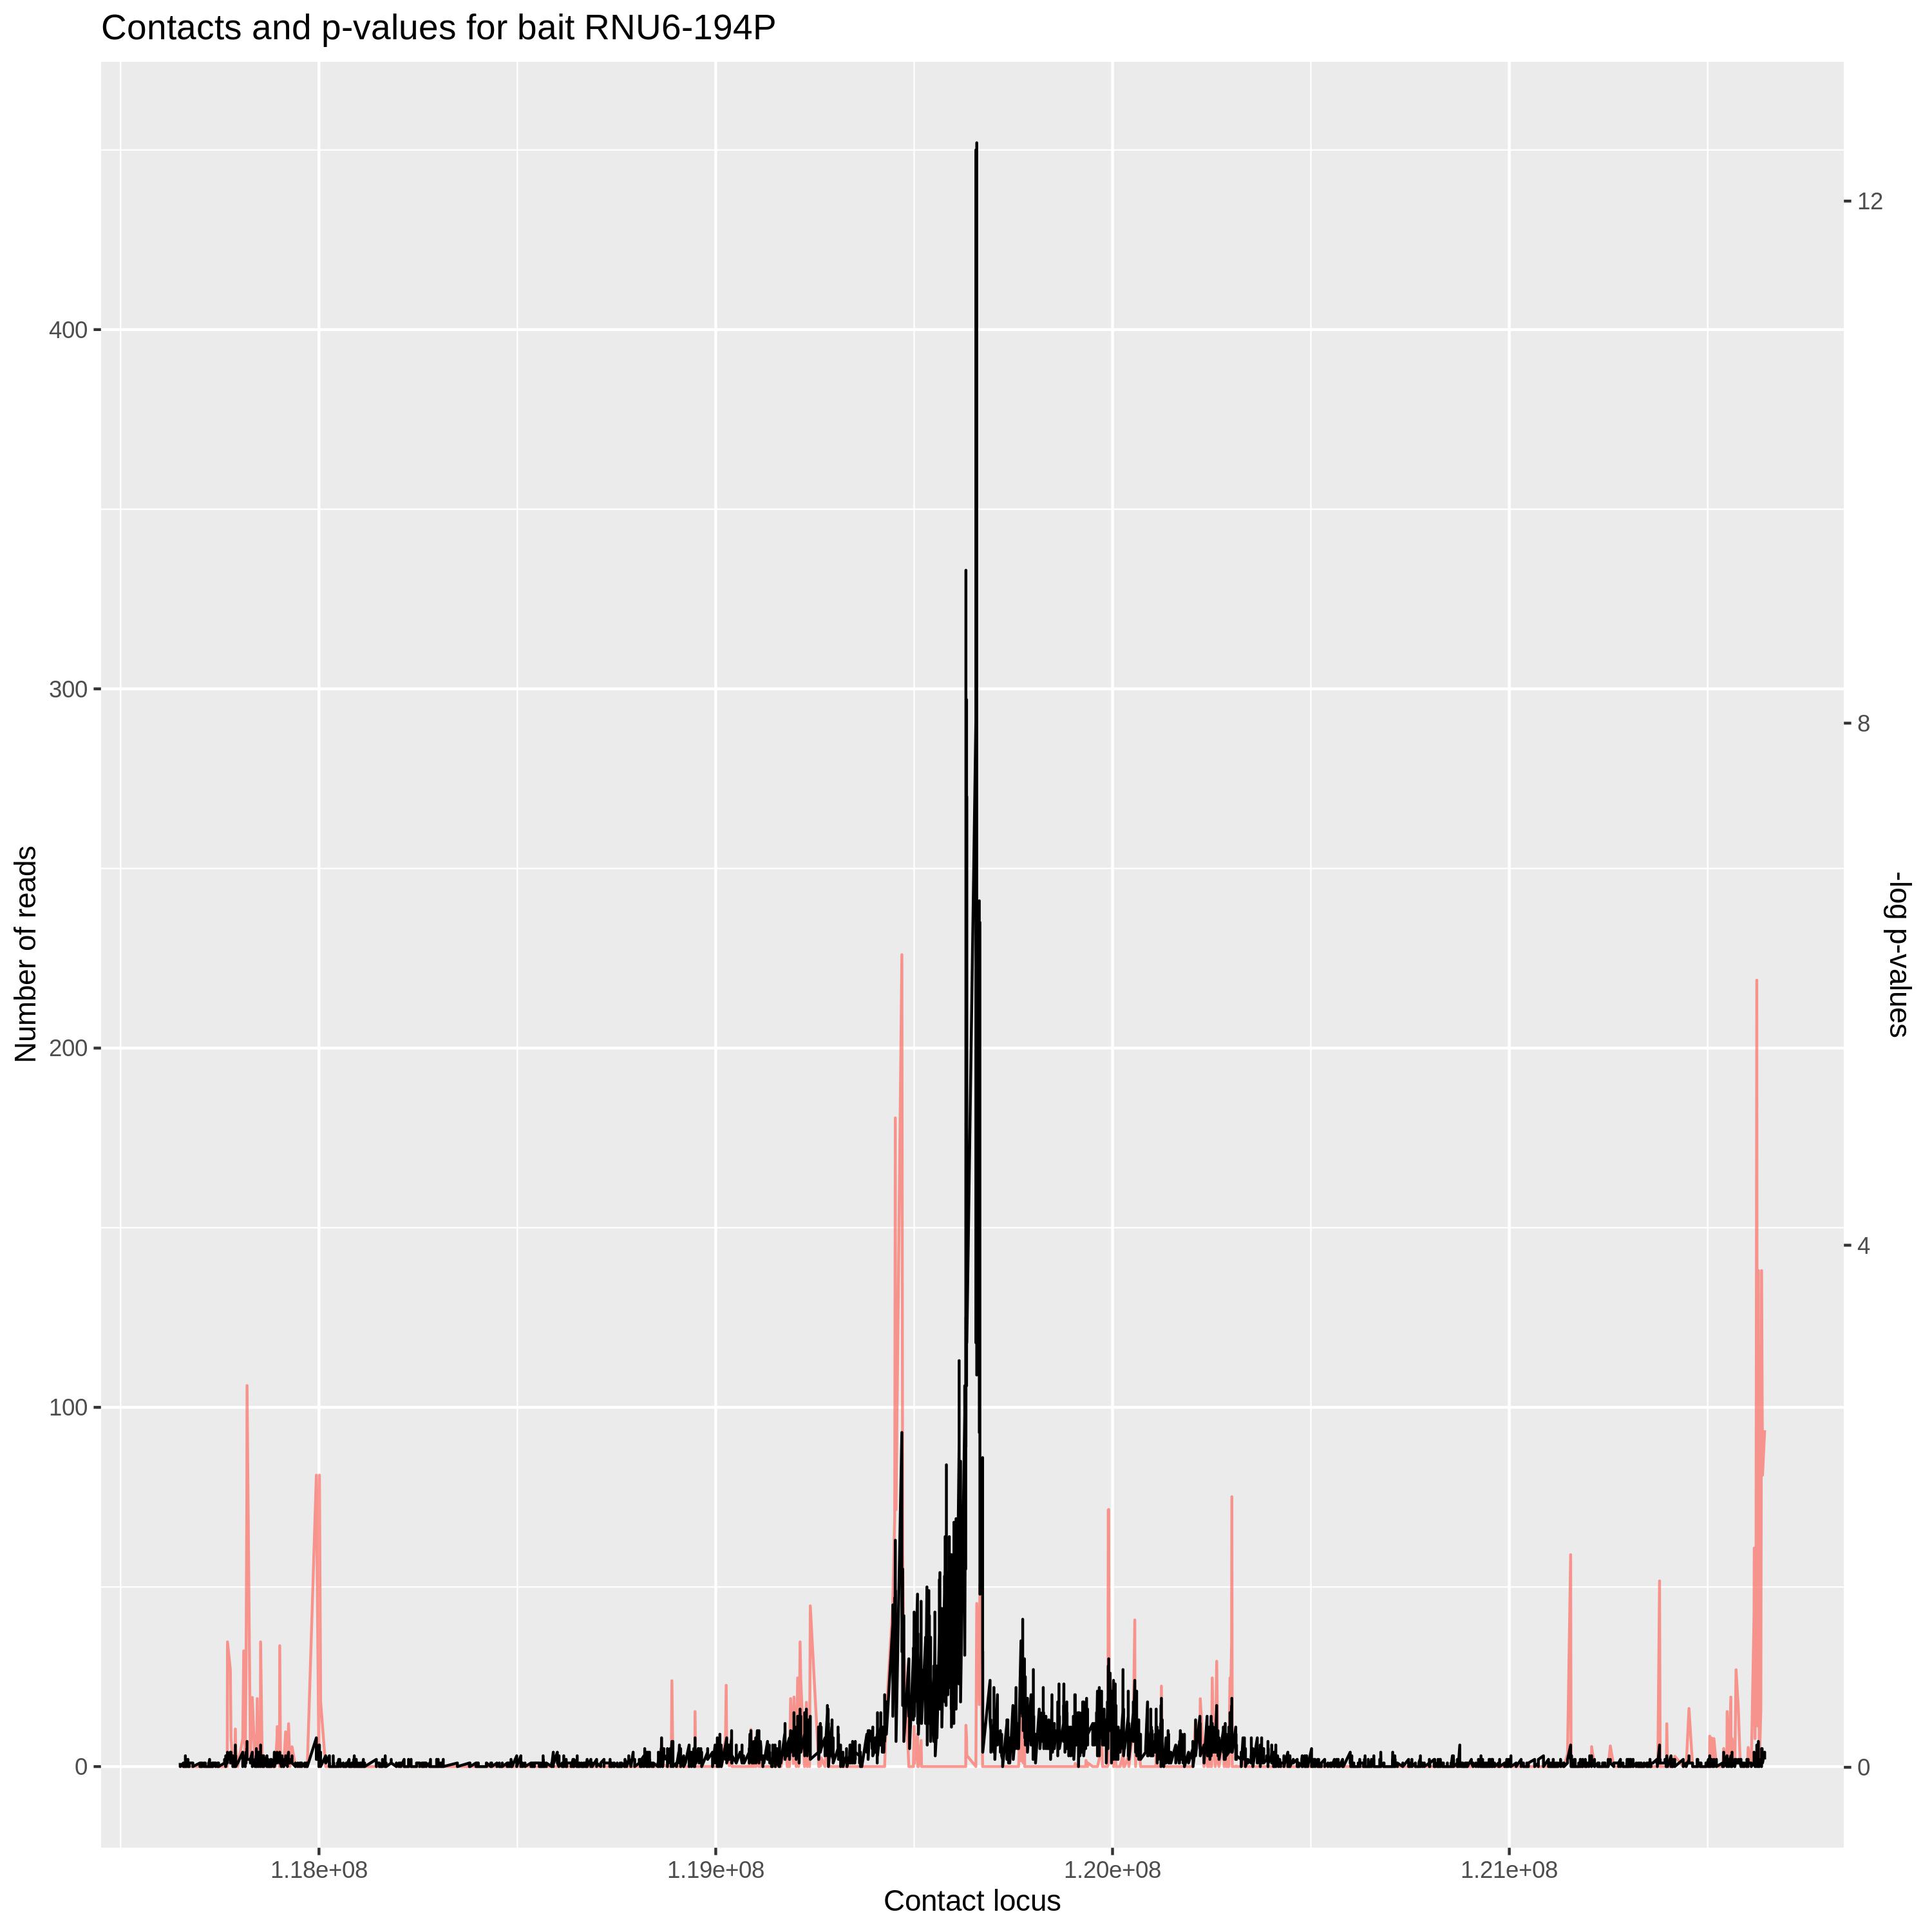 Contacts and p-values for bait RNU6-194P
Number of reads
400
300
200
100
0
12
8
4
0
-log p-values
1.18e+08
1.19e+08
1.20e+08
1.21e+08
Contact locus